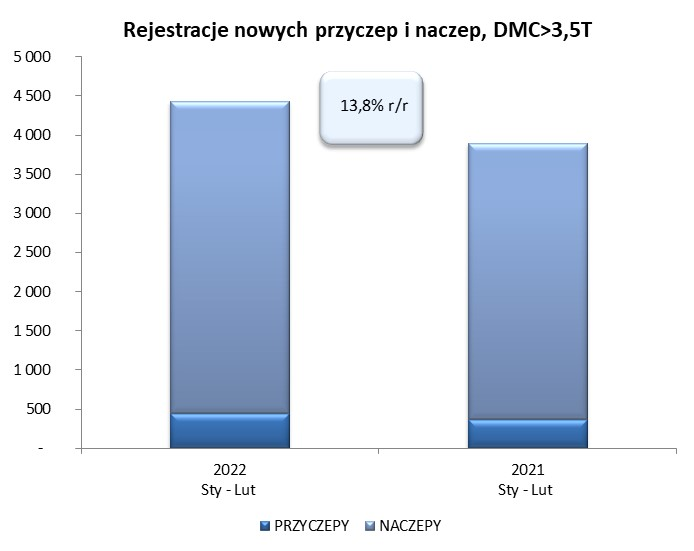 Rejestracje nowych przyczep i naczep, DMC>3,5T
5 000
4 500
4 000
3 500
3 000
2 500
2 000
1 500
1 000
500
-
13,8% r/r
2022
Sty - Lut
2021
Sty - Lut
PRZYCZEPY
NACZEPY